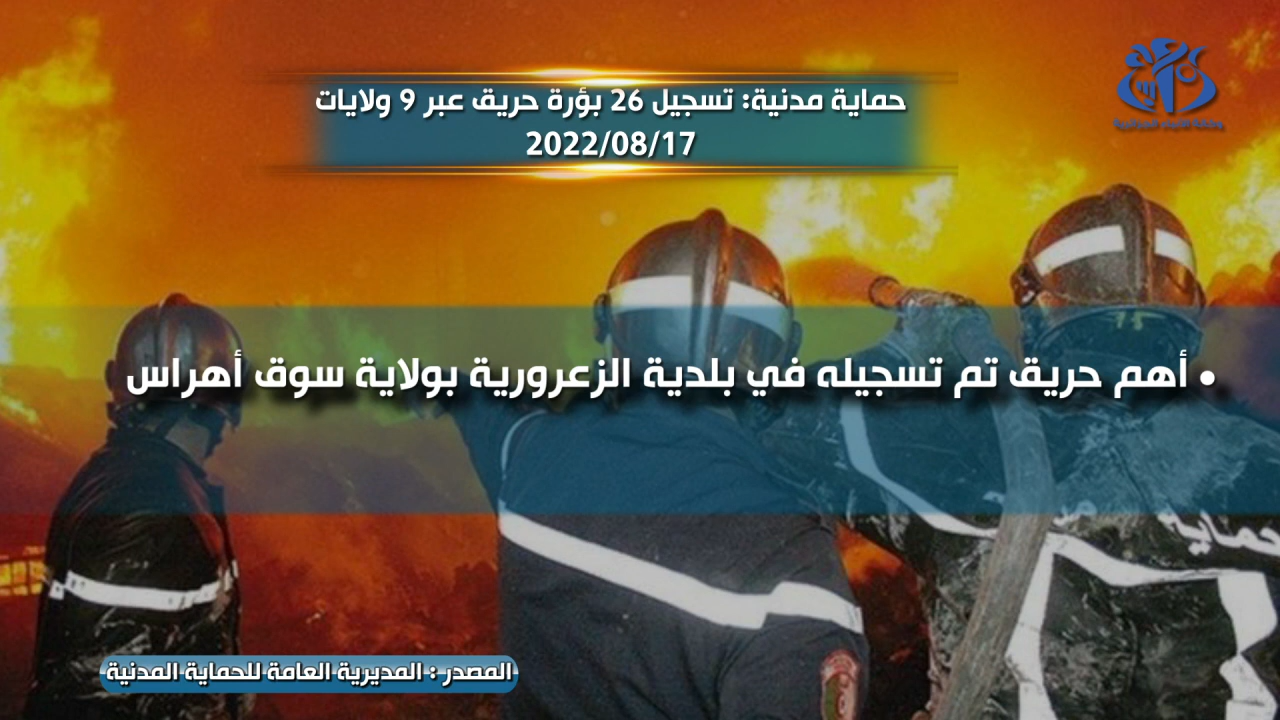 حماية مدنية: تسجيل 26 بؤرة حريق عبر 9 ولايات
2022/08/17
• أهم حريق تم تسجيله في بلدية الزعرورية بولاية سوق أهراس
حماية
المصدر : المديرية العامة للحماية المدنية